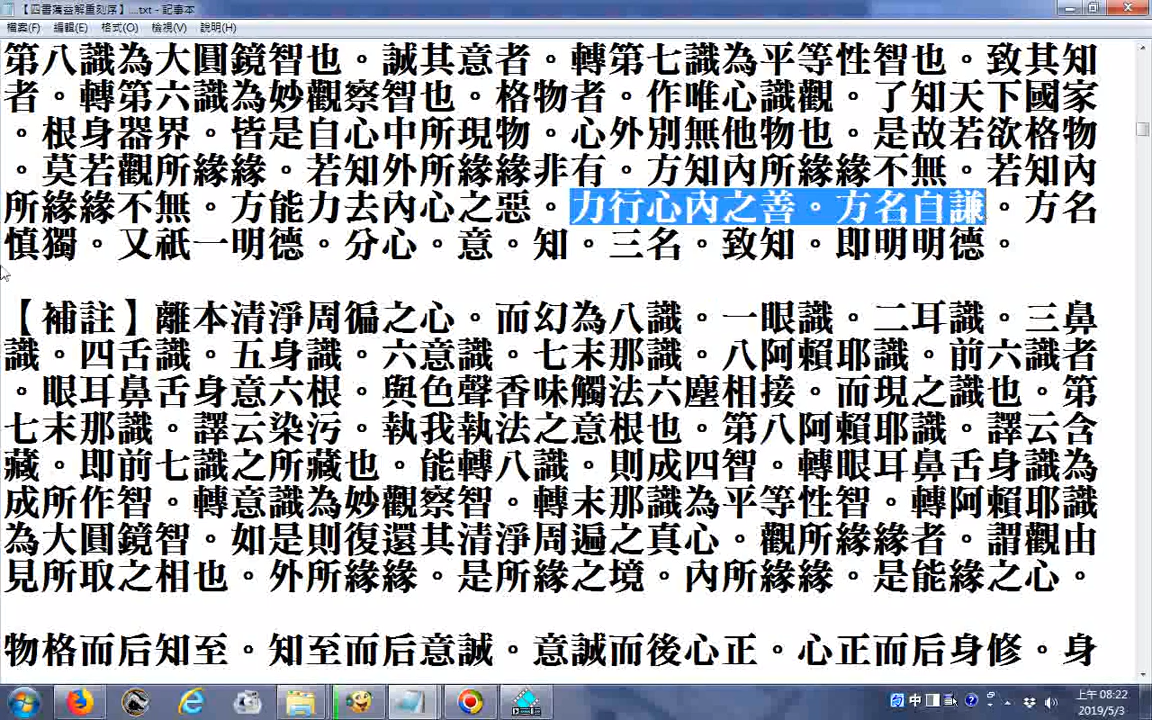 【四書蕅益解重刻序】....txt - 記事本
檔案(F) 編輯(E) 格式(O) 檢視(V) 說明(H)
第八識為大圓鏡智也。誠其意者。轉第七識為平等性智也。致其知
者。轉第六識為妙觀察智也。格物者。作唯心識觀。了知天下國家
。根身器界。皆是自心中所現物。心外別無他物也。是故若欲格物
。莫若觀所緣緣。若知外所緣緣非有。方知內所緣緣不無。若知內
所緣緣不無。方能力去內心之惡。力行心內之善。方名自謙。方名
慎獨。又祇一明德。分心。意。知。三名。致知。即明明德。
【補註】離本清淨周徧之心。而幻為八識。一眼識。二耳識。三鼻
識。四舌識。五身識。六意識。七末那識。八阿賴耶識。前六識者
。眼耳鼻舌身意六根。與色聲香味觸法六塵相接。而現之識也。第
七末那識。譯云染污。執我執法之意根也。第八阿賴耶識。譯云含
藏。即前七識之所藏也。能轉八識。則成四智。轉眼耳鼻舌身識為
成所作智。轉意識為妙觀察智。轉末那識為平等性智。轉阿賴耶識
為大圓鏡智。如是則復還其清淨周遍之真心。觀所緣緣者。謂觀由
見所取之相也。外所緣緣。是所緣之境。內所緣緣。是能緣之心。
物格而后知至。知至而后意誠。意誠而後心正。心正而后身修。身
中
上午 08:22
2019/5/3